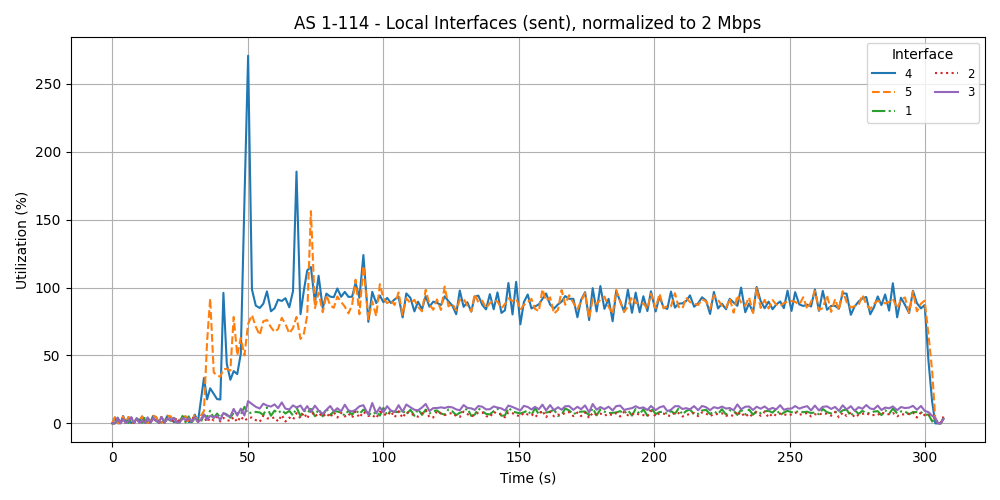 AS 1-114 - Local Interfaces (sent), normalized to 2 Mbps
Utilization (%)
250
200
150
100
50
0
0 50 100 150 200 250 300
Time (s)
Interface
4 2
5 3
1